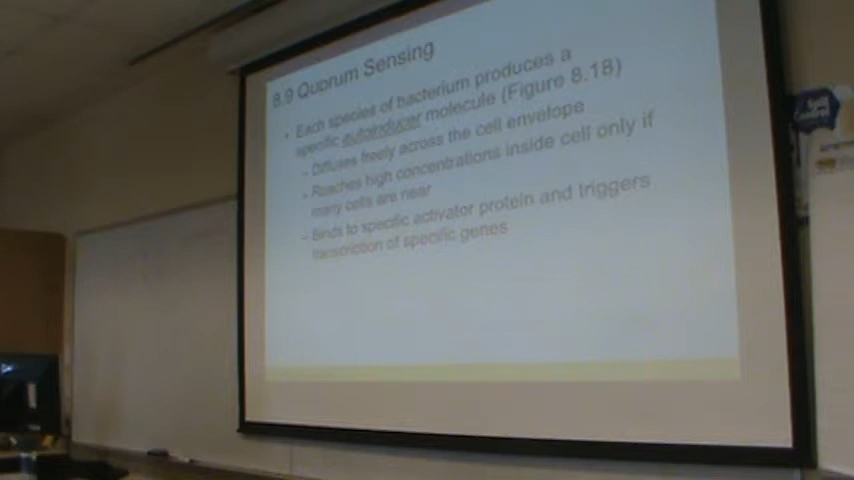 8.9 Quorum Sensing
• Each species of bacterium produces a
specific autoinducer molecule (Figure 8.18)
– Diffuses freely across the cell envelope
– Reaches high concentrations inside cell only if
many cells are near
– Binds to specific activator protein and triggers
transcription of specific genes